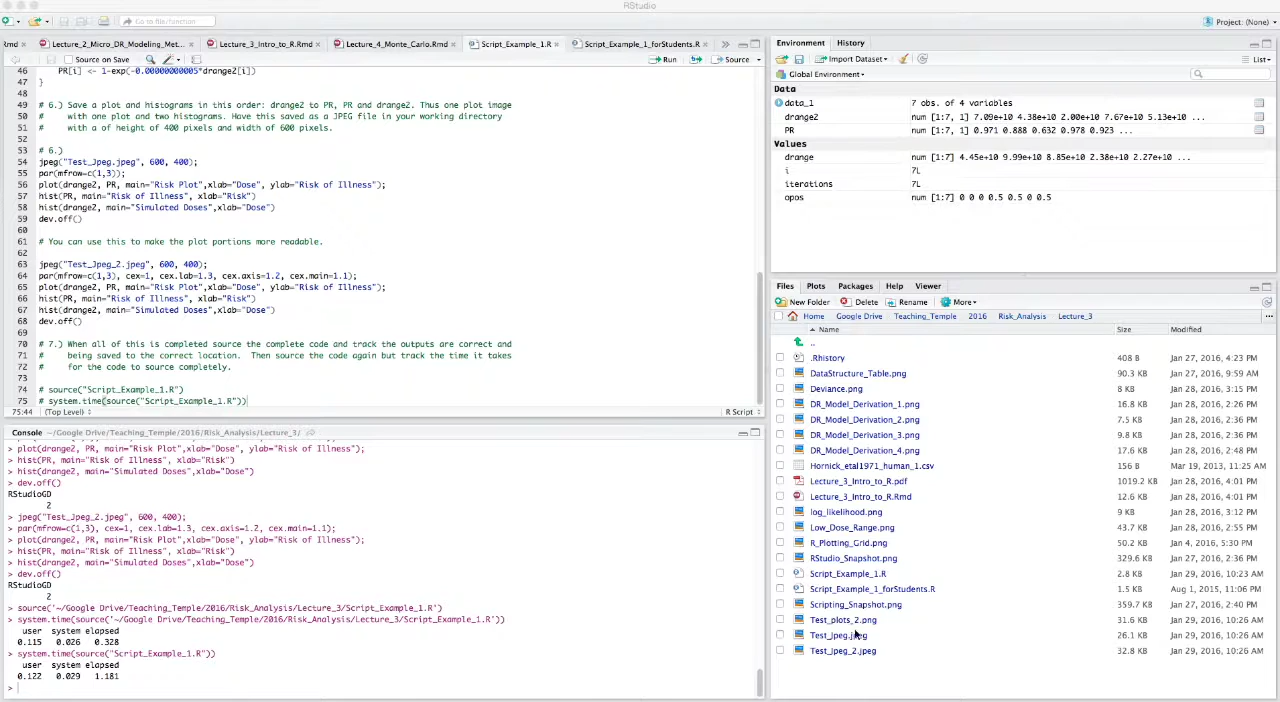 RStudio
Go to file/function
Project: (None)
Rmd
Lecture_2_Micro_DR_Modeling_Met...
Lecture_3_Intro_to_R.Rmd
Lecture_4_Monte_Carlo.Rmd
Script_Example_1.R
Script_Example_1_forStudents.R
Source on Save
Run
Source
46 PR[i] <- 1-exp(-0.00000000005*drange2[i])
47 }
48
49 # 6.) Save a plot and histograms in this order: drange2 to PR, PR and drange2. Thus one plot image
50 # with one plot and two histograms. Have this saved as a JPEG file in your working directory
51 # with a of height of 400 pixels and width of 600 pixels.
52
53 # 6.)
54 jpeg("Test_Jpeg.jpeg", 600, 400);
55 par(mfrow=c(1,3));
56 plot(drange2, PR, main="Risk Plot",xlab="Dose", ylab="Risk of Illness");
57 hist(PR, main="Risk of Illness", xlab="Risk")
58 hist(drange2, main="Simulated Doses",xlab="Dose")
59 dev.off()
60
61 # You can use this to make the plot portions more readable.
62
63 jpeg("Test_Jpeg_2.jpeg", 600, 400);
64 par(mfrow=c(1,3), cex=1, cex.lab=1.3, cex.axis=1.2, cex.main=1.1);
65 plot(drange2, PR, main="Risk Plot",xlab="Dose", ylab="Risk of Illness");
66 hist(PR, main="Risk of Illness", xlab="Risk")
67 hist(drange2, main="Simulated Doses",xlab="Dose")
68 dev.off()
69
70 # 7.) When all of this is completed source the complete code and track the outputs are correct and
71 # being saved to the correct location. Then source the code again but track the time it takes
72 # for the code to source completely.
73
74 # source("Script_Example_1.R")
75 # system.time(source("Script_Example_1.R"))
75:44 (Top Level)
R Script
Console ~/Google Drive/Teaching_Temple/2016/Risk_Analysis/Lecture_3/
> plot(drange2, PR, main="Risk Plot",xlab="Dose", ylab="Risk of Illness");
> hist(PR, main="Risk of Illness", xlab="Risk")
> hist(drange2, main="Simulated Doses",xlab="Dose")
> dev.off()
RStudioGD
2
> jpeg("Test_Jpeg_2.jpeg", 600, 400);
> par(mfrow=c(1,3), cex=1, cex.lab=1.3, cex.axis=1.2, cex.main=1.1);
> plot(drange2, PR, main="Risk Plot",xlab="Dose", ylab="Risk of Illness");
> hist(PR, main="Risk of Illness", xlab="Risk")
> hist(drange2, main="Simulated Doses",xlab="Dose")
> dev.off()
RStudioGD
2
> source('~/Google Drive/Teaching_Temple/2016/Risk_Analysis/Lecture_3/Script_Example_1.R')
> system.time(source('~/Google Drive/Teaching_Temple/2016/Risk_Analysis/Lecture_3/Script_Example_1.R'))
user system elapsed
0.115 0.026 0.328
> system.time(source("Script_Example_1.R"))
user system elapsed
0.122 0.029 1.181
>
Environment History
Import Dataset
List
Global Environment
Data
data_1 7 obs. of 4 variables
drange2 num [1:7, 1] 7.09e+10 4.38e+10 2.00e+10 7.67e+10 5.13e+10 ...
PR num [1:7, 1] 0.971 0.888 0.632 0.978 0.923 ...
Values
drange num [1:7] 4.45e+10 9.99e+10 8.85e+10 2.38e+10 2.27e+10 ...
i 7L
iterations 7L
opos num [1:7] 0 0 0 0.5 0.5 0 0.5
Files Plots Packages Help Viewer
New Folder Delete Rename More
Home Google Drive Teaching_Temple 2016 Risk_Analysis Lecture_3 ...
Name Size Modified
..
.Rhistory 408 B Jan 27, 2016, 4:23 PM
DataStructure_Table.png 90.3 KB Jan 27, 2016, 9:59 AM
Deviance.png 8 KB Jan 28, 2016, 3:15 PM
DR_Model_Derivation_1.png 16.8 KB Jan 28, 2016, 2:26 PM
DR_Model_Derivation_2.png 7.5 KB Jan 28, 2016, 2:30 PM
DR_Model_Derivation_3.png 9.8 KB Jan 28, 2016, 2:38 PM
DR_Model_Derivation_4.png 17.6 KB Jan 28, 2016, 2:48 PM
Hornick_etal1971_human_1.csv 156 B Mar 19, 2013, 11:25 AM
Lecture_3_Intro_to_R.pdf 1019.2 KB Jan 28, 2016, 4:01 PM
Lecture_3_Intro_to_R.Rmd 12.6 KB Jan 28, 2016, 4:01 PM
log_likelihood.png 9 KB Jan 28, 2016, 3:12 PM
Low_Dose_Range.png 43.7 KB Jan 28, 2016, 2:55 PM
R_Plotting_Grid.png 50.2 KB Jan 4, 2016, 5:30 PM
RStudio_Snapshot.png 329.6 KB Jan 27, 2016, 2:36 PM
Script_Example_1.R 2.8 KB Jan 29, 2016, 10:23 AM
Script_Example_1_forStudents.R 1.5 KB Aug 1, 2015, 11:06 PM
Scripting_Snapshot.png 359.7 KB Jan 27, 2016, 2:40 PM
Test_plots_2.png 31.6 KB Jan 29, 2016, 10:26 AM
Test_Jpeg.jpeg 26.1 KB Jan 29, 2016, 10:26 AM
Test_Jpeg_2.jpeg 32.8 KB Jan 29, 2016, 10:26 AM